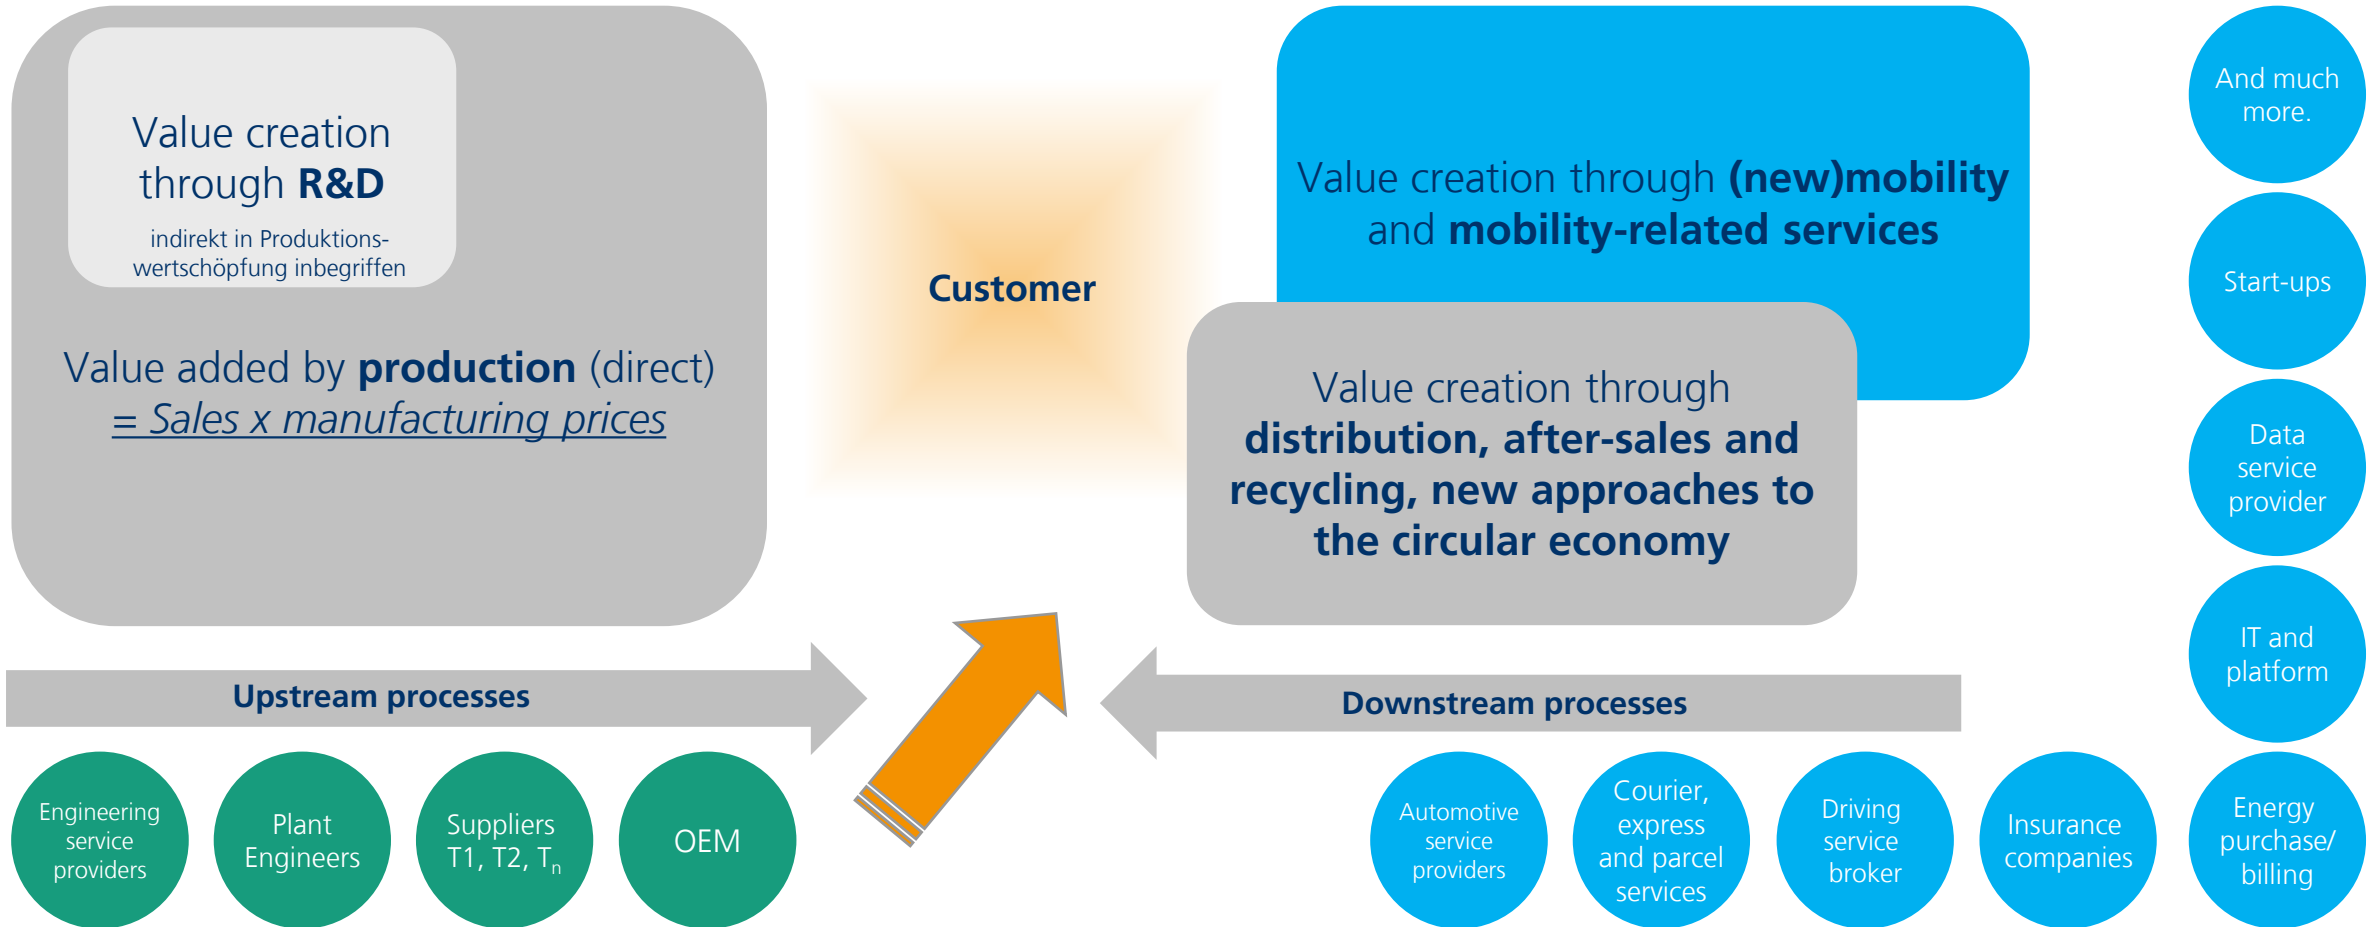 Value creation
through R&D
indirekt in Produktions-
wertschöpfung inbegriffen
Value added by production (direct)
= Sales x manufacturing prices
Customer
Value creation through (new)mobility
and mobility-related services
Value creation through
distribution, after-sales and
recycling, new approaches to
the circular economy
Upstream processes
Downstream processes
Engineering
service
providers
Plant
Engineers
Suppliers
T1, T2, Tn
OEM
Automotive
service
providers
Courier,
express
and parcel
services
Driving
service
broker
Insurance
companies
Energy
purchase/
billing
IT and
platform
Data
service
provider
Start-ups
And much
more.